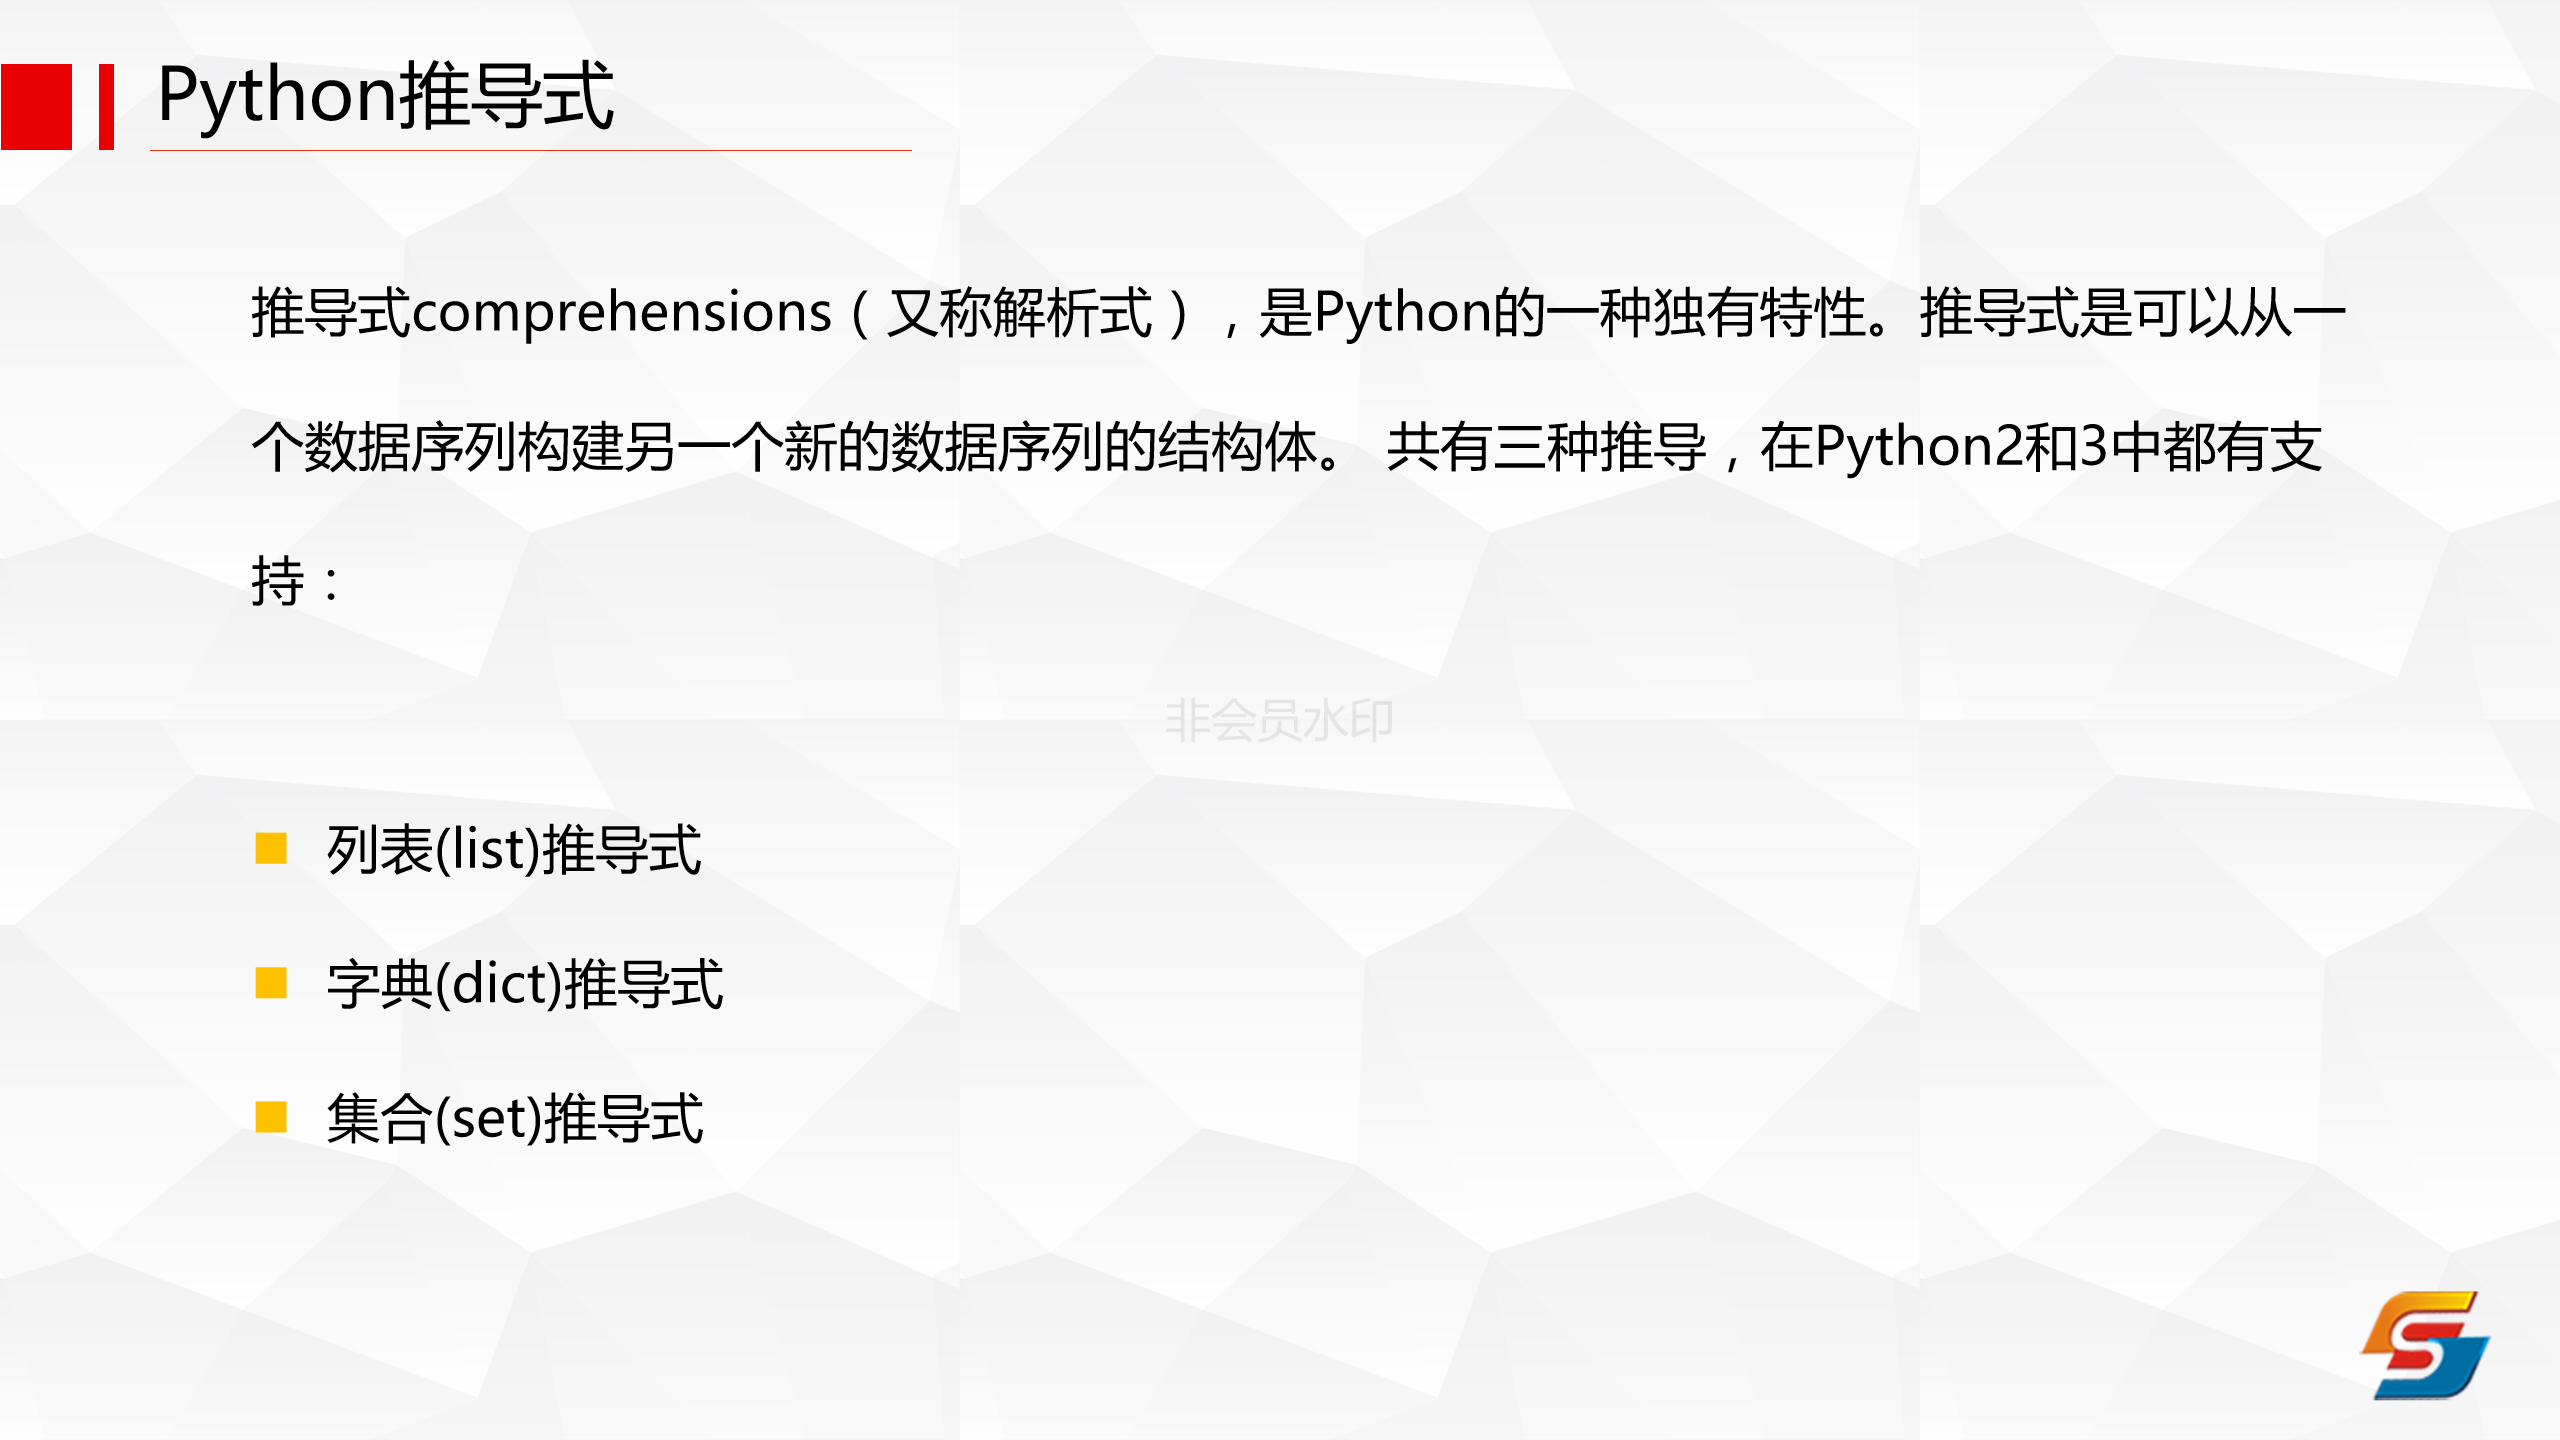 Python推导式
推导式comprehensions（又称解析式），是Python的一种独有特性。推导式是可以从一
个数据序列构建另一个新的数据序列的结构体。 共有三种推导，在Python2和3中都有支
持：
非会员水印
列表(list)推导式
字典(dict)推导式
集合(set)推导式